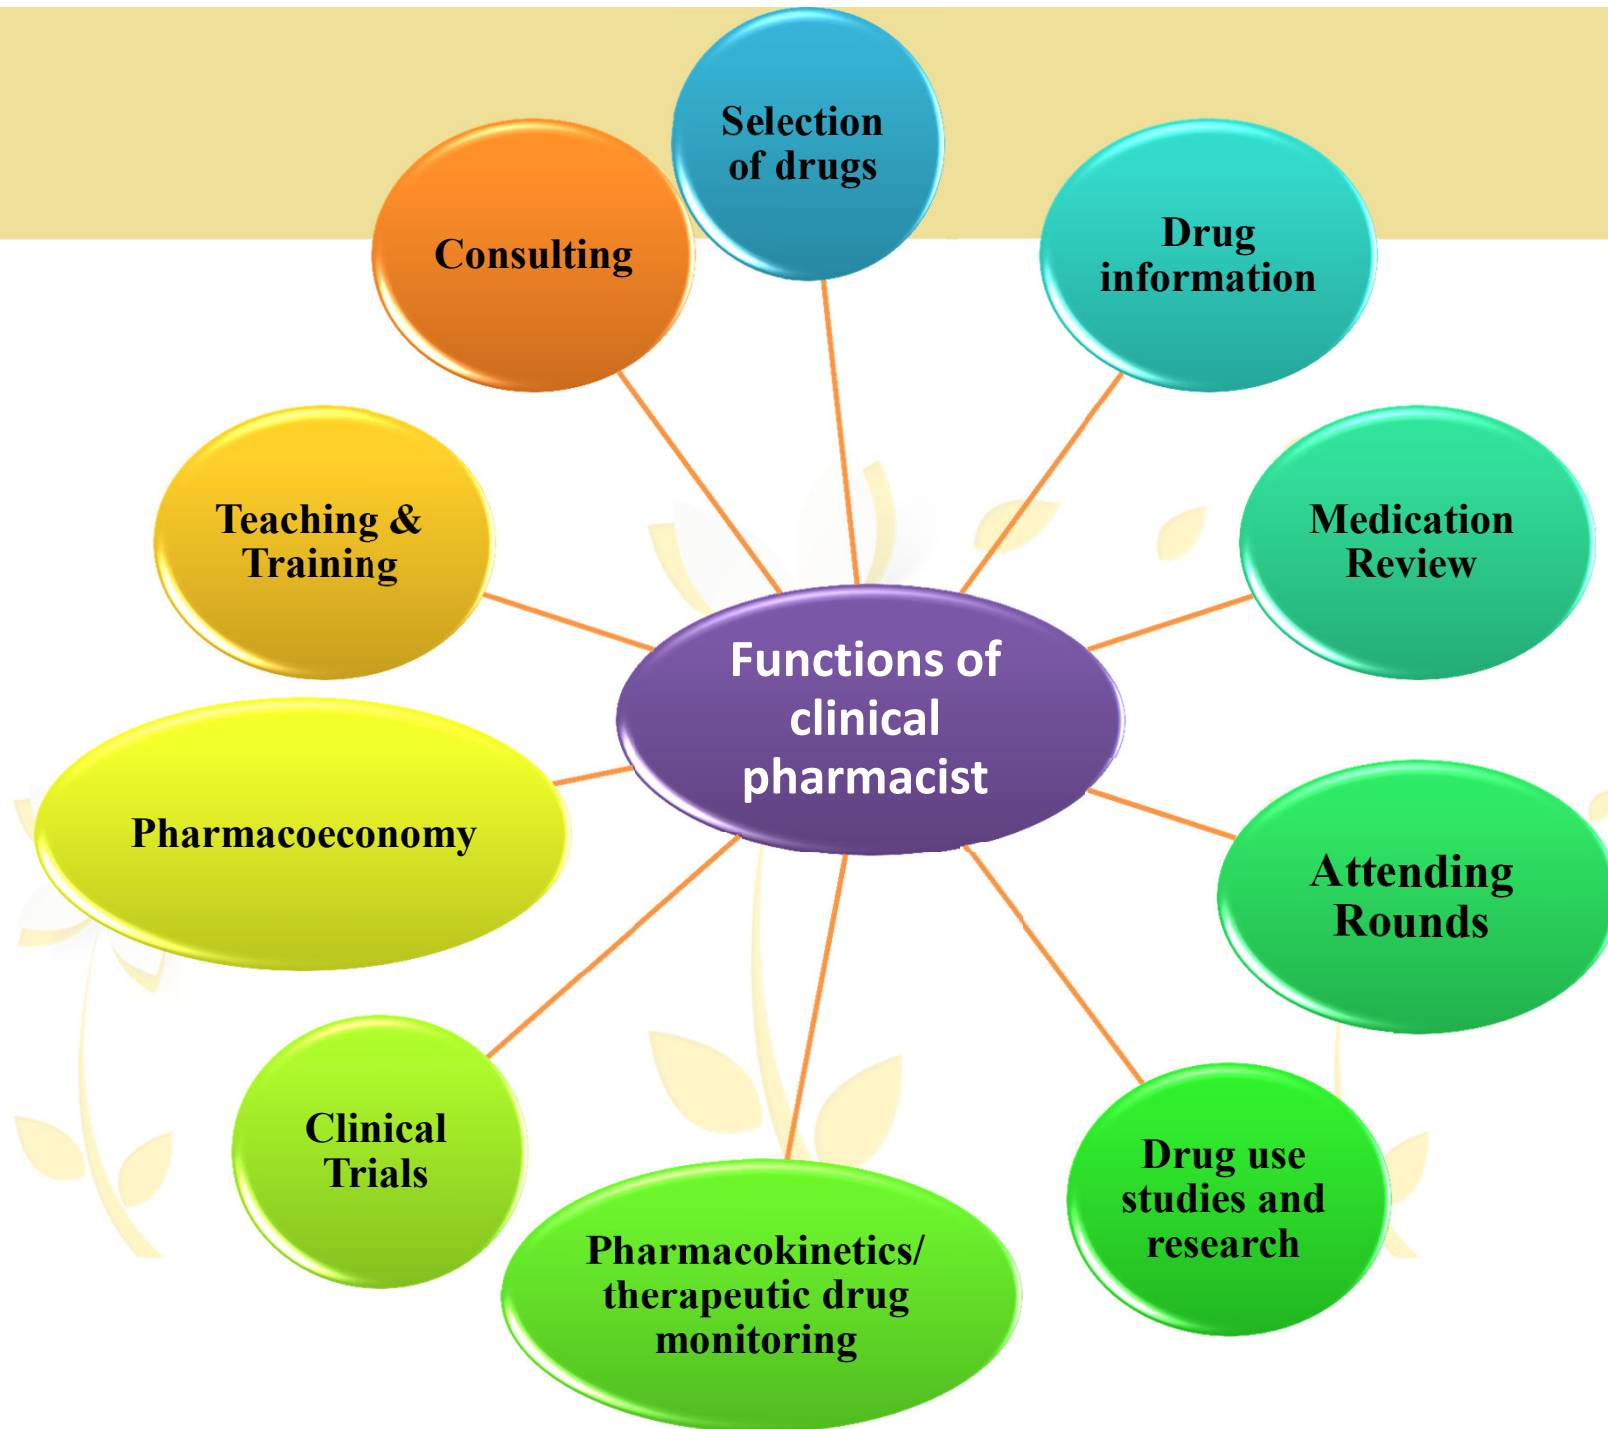 Selection
of drugs
Drug
information
Medication
Review
Attending
Rounds
Drug use
studies and
research
Pharmacokinetics/
therapeutic drug
monitoring
Clinical
Trials
Pharmacoeconomy
Teaching &
Training
Consulting
Functions of
clinical
pharmacist